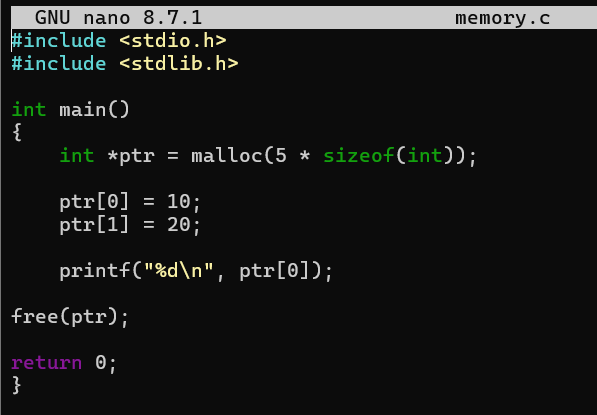 GNU nano 8.7.1 memory.c
#include <stdio.h>
#include <stdlib.h>
int main()
{
    int *ptr = malloc(5 * sizeof(int));
    ptr[0] = 10;
    ptr[1] = 20;
    printf("%d\n", ptr[0]);
free(ptr);
return 0;
}